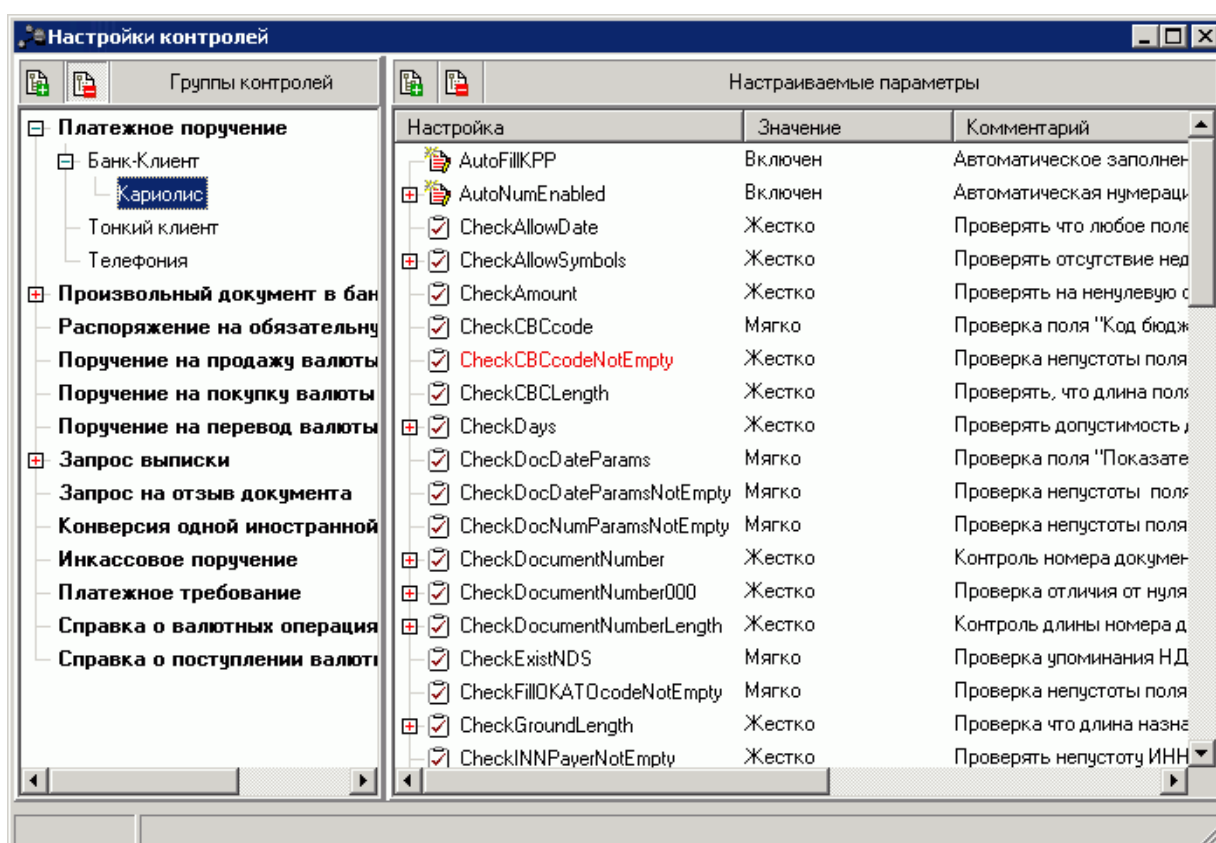 Настройки контролей
Группы контролей
Платежное поручение
Банк-Клиент
Кариолис
Тонкий клиент
Телефония
Произвольный документ в бан
Распоряжение на обязательну
Поручение на продажу валюты
Поручение на покупку валюты
Поручение на перевод валюты
Запрос выписки
Запрос на отзыв документа
Конверсия одной иностранной
Инкассовое поручение
Платежное требование
Справка о валютных операция
Справка о поступлении валют
Настраиваемые параметры
Настройка Значение Комментарий
AutoFillKPP Включен Автоматическое заполнен
AutoNumEnabled Включен Автоматическая нумераци
CheckAllowDate Жестко Проверять что любое поле
CheckAllowSymbols Жестко Проверять отсутствие нед
CheckAmount Жестко Проверять на ненулевую с
CheckCBCcode Мягко Проверка поля "Код бюдж
CheckCBCcodeNotEmpty Жестко Проверка непустоты поля
CheckCBCLength Жестко Проверять, что длина поля
CheckDays Жестко Проверять допустимость д
CheckDocDateParams Мягко Проверка поля "Показате
CheckDocDateParamsNotEmpty Мягко Проверка непустоты поля
CheckDocNumParamsNotEmpty Мягко Проверка непустоты поля
CheckDocumentNumber Жестко Контроль номера докумен
CheckDocumentNumber000 Жестко Проверка отличия от нуля
CheckDocumentNumberLength Жестко Контроль длины номера д
CheckExistNDS Мягко Проверка упоминания НД
CheckFillOKATOcodeNotEmpty Мягко Проверка непустоты поля
CheckGroundLength Жестко Проверка что длина назна
CheckINNPayerNotEmpty Жестко Проверять непустоту ИНН